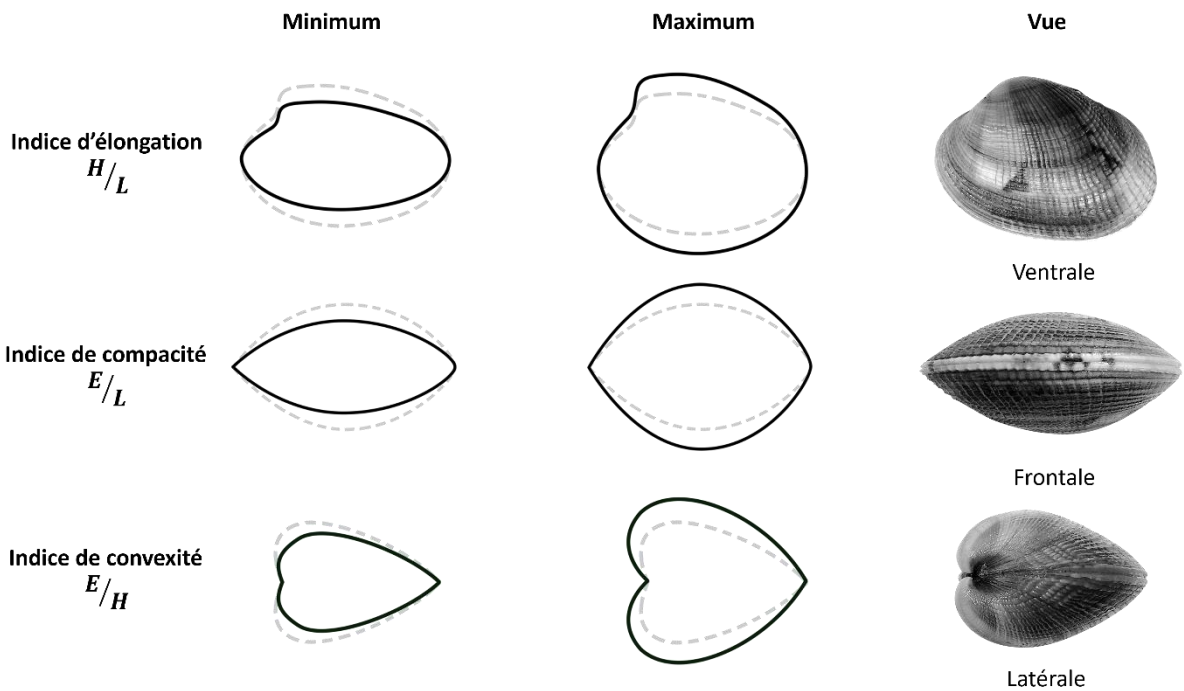 Minimum
Maximum
Vue
Indice d’élongation
H/L
Ventrale
Indice de compacité
E/L
Frontale
Indice de convexité
E/H
Latérale